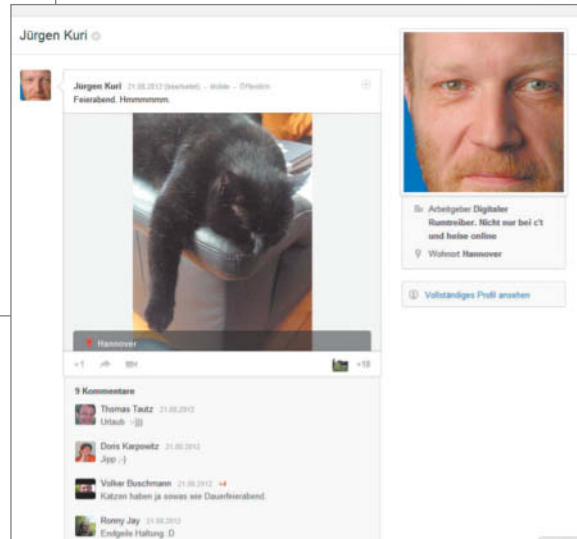 Jürgen Kuri
Jürgen Kuri 21.08.2012 (bearbeitet) - Mobile - Öffentlich
Feierabend. Hmmmmmm.
Hannover
+1
+18
9 Kommentare
Thomas Tautz 21.08.2012
Urlaub :-)))
Doris Karpowitz 21.08.2012
Jipp ;-)
Volker Buschmann 21.08.2012 +4
Katzen haben ja sowas wie Dauerfeierabend.
Ronny Jay 21.08.2012
Endgeile Haltung :D
Arbeitgeber Digitaler
Rumtreiber. Nicht nur bei c't
und heise online
Wohnort Hannover
Vollständiges Profil ansehen